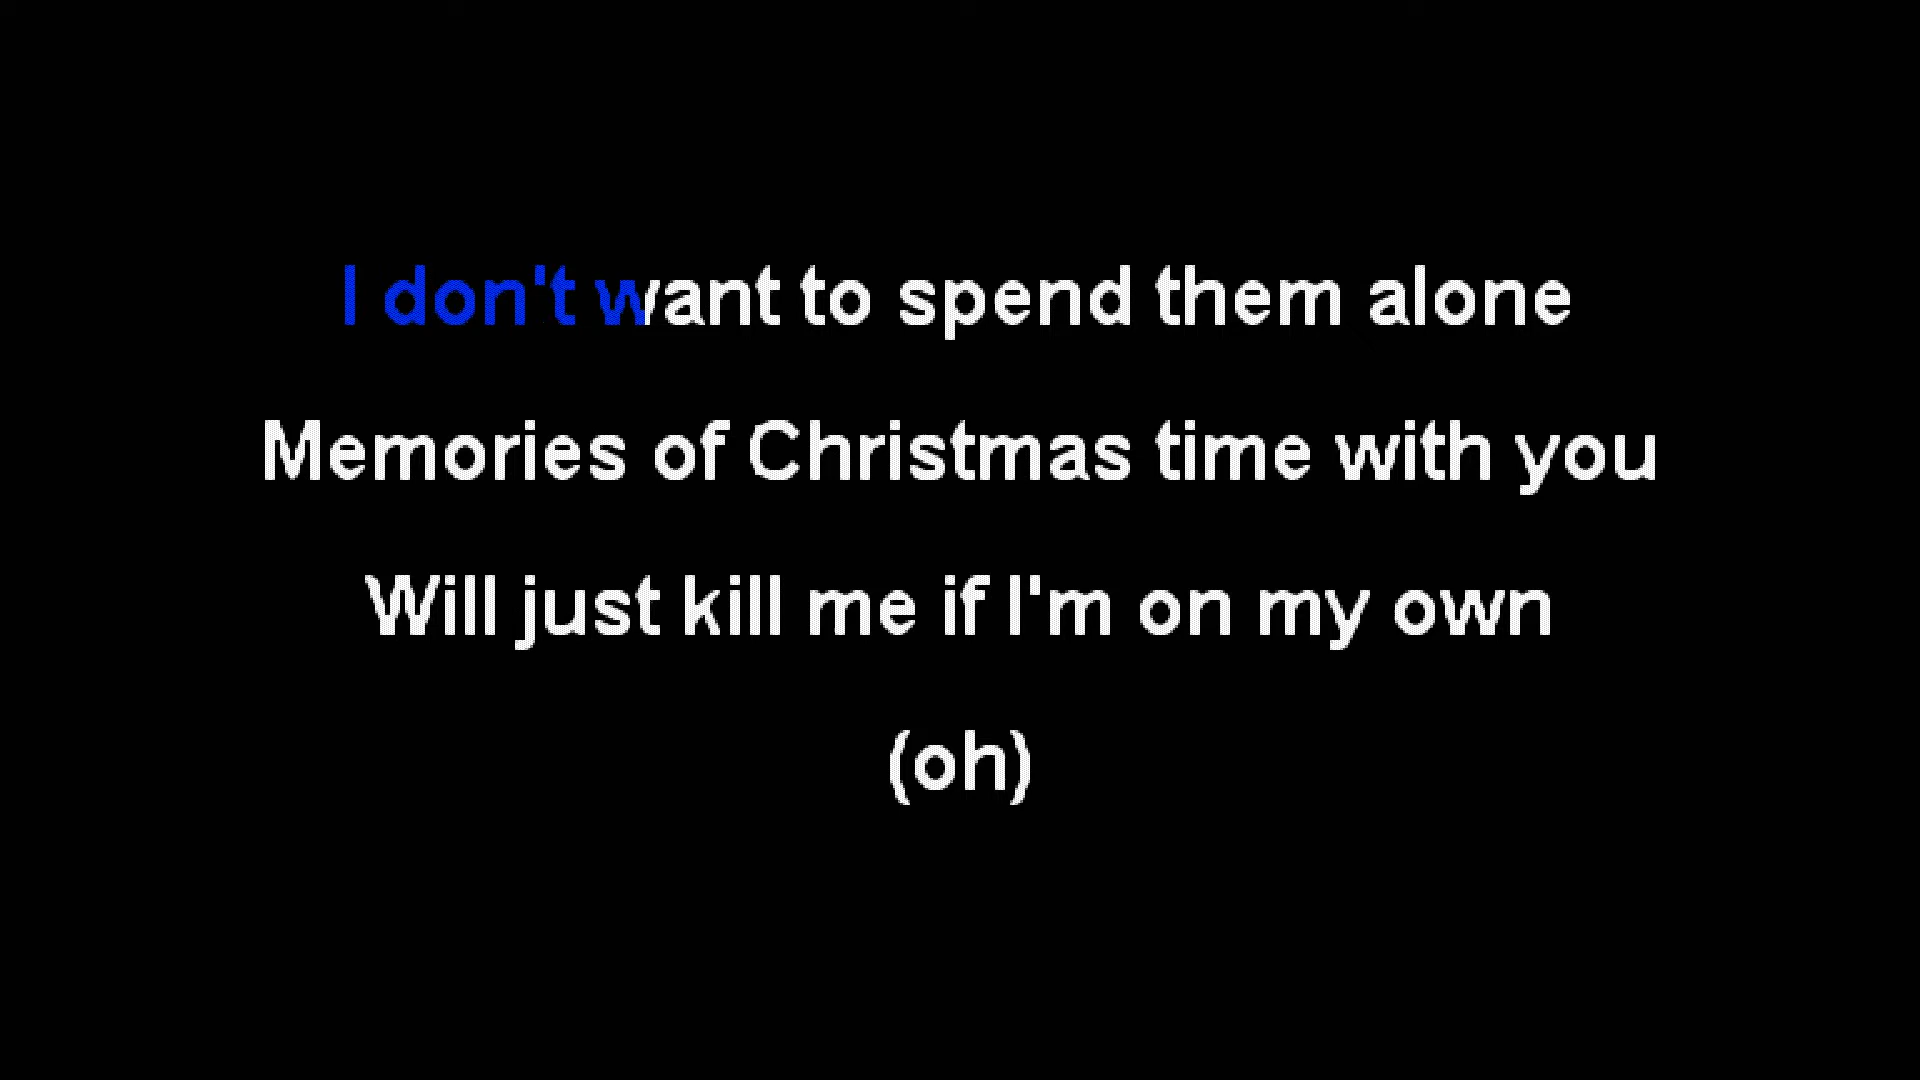 I don't want to spend them alone
Memories of Christmas time with you
Will just kill me if I'm on my own
(oh)